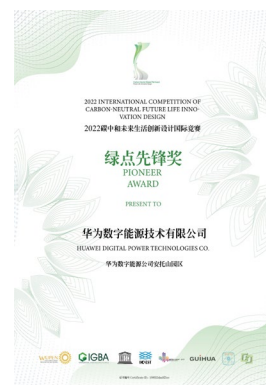 2022 INTERNATIONAL COMPETITION OF
CARBON-NEUTRAL FUTURE LIFE INNO-
VATION DESIGN
2022碳中和未来生活创新设计国际竞赛
绿点先锋奖
PIONEER
AWARD
PRESENT TO
华为数字能源技术有限公司
HUAWEI DIGITAL POWER TECHNOLOGIES CO.
华为数字能源公司安托山园区
IGBA
GUIHUA